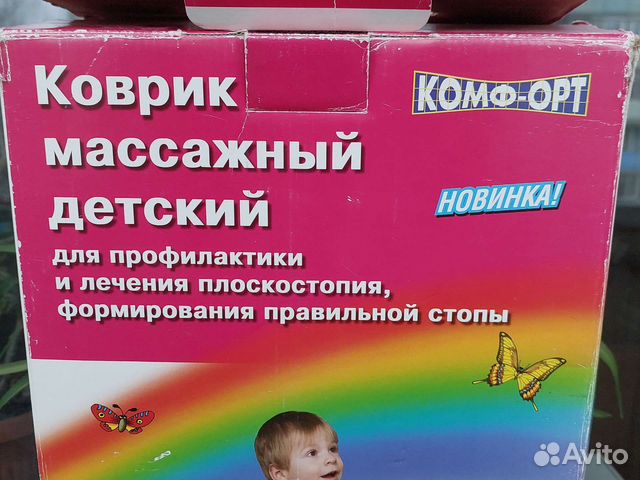 Коврик
массажный
детский
КОМФ-ОРТ
НОВИНКА!
для профилактики
и лечения плоскостопия,
формирования правильной стопы
Avito